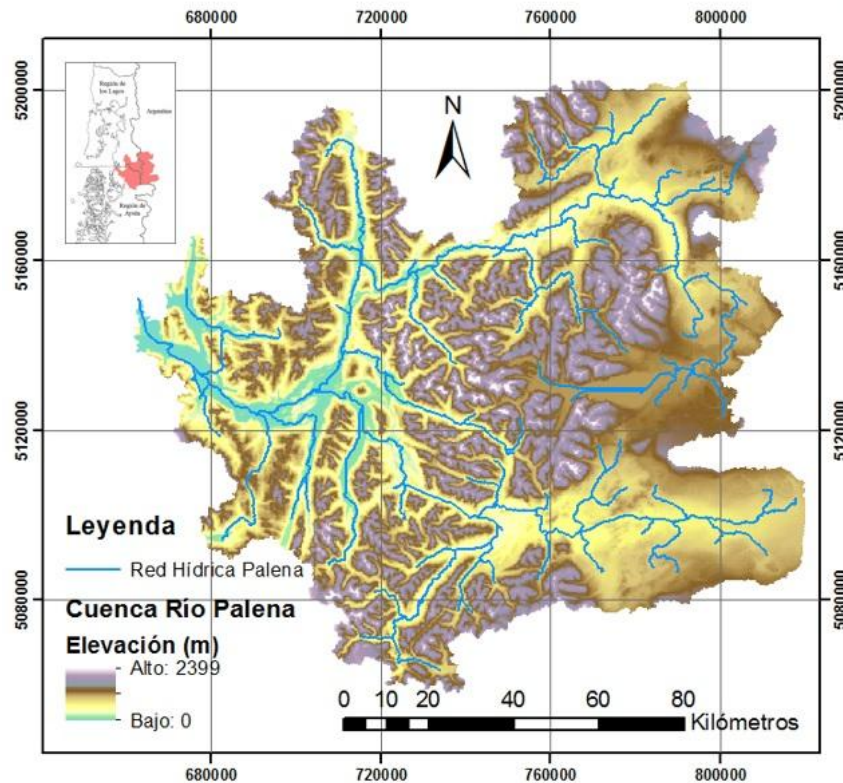 680000 720000 760000 800000
5200000 5200000
Región de
los Lagos
Argentina
Región de
Aysén
N
5160000 5160000
5120000 5120000
Leyenda
Red Hídrica Palena
5080000 5080000
Cuenca Río Palena
Elevación (m)
Alto: 2399
Bajo: 0
0 10 20 40 60 80
Kilómetros
680000 720000 760000 800000